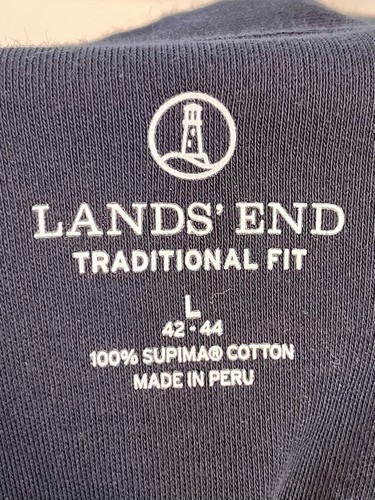 LANDS' END
TRADITIONAL FIT
L
42 - 44
100% SUPIMA® COTTON
MADE IN PERU